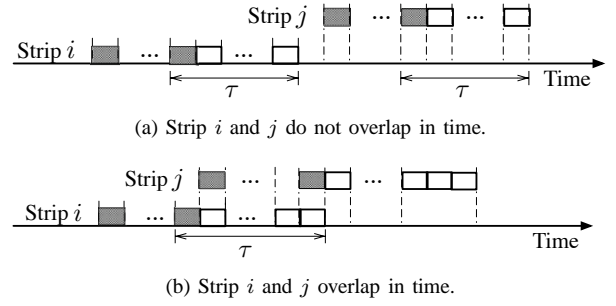 Strip j ... ...
Strip i ... ... Time
τ τ
(a) Strip i and j do not overlap in time.
Strip j ... ...
Strip i ... ... Time
τ
(b) Strip i and j overlap in time.